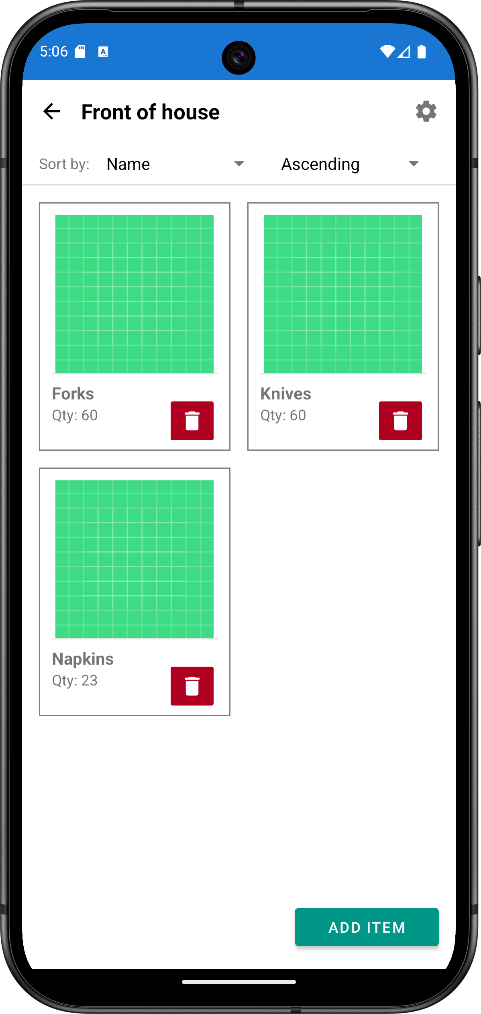 5:06
Front of house
Sort by: Name Ascending
Forks
Qty: 60
Knives
Qty: 60
Napkins
Qty: 23
ADD ITEM